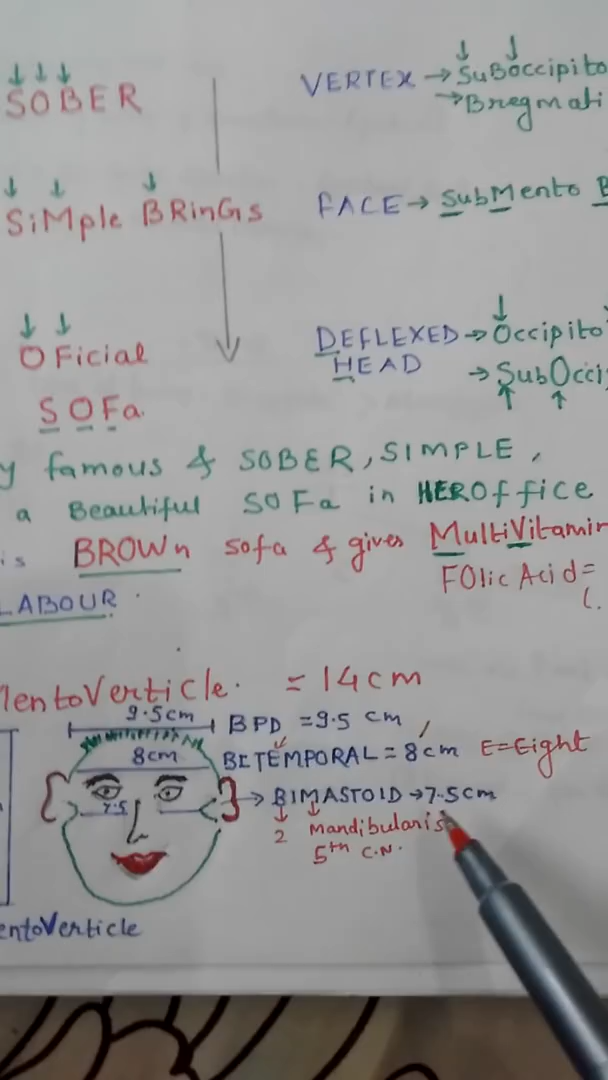 SOBER
VERTEX → SuBoccipito
→ Bregmati
SiMple BRinGs
FACE → SubMento B
OFicial
DEFLEXED → Occipito
HEAD → SubOcci
SOFa
y famous & SOBER, SIMPLE,
a Beautiful SOFa in HEROffice
is BROWn sofa & gives MultiVitamin
FOlic Acid =
LABOUR.
MentoVerticle. = 14cm
9.5cm
BPD = 9.5 cm
8cm
BITEMPORAL = 8cm E=Eight
7.5
→ BIMASTOID → 7.5cm
2 Mandibularis
5th C.N.
entoVerticle